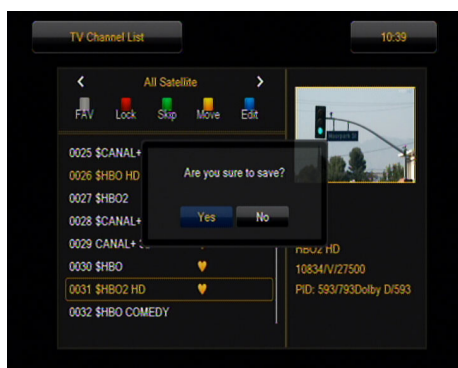 TV Channel List
10:39
All Satellite
FAV Lock Skip Move Edit
0025 $CANAL+
0026 $HBO HD
0027 $HBO2
0028 $CANAL+
0029 CANAL+
0030 $HBO
0031 $HBO2 HD
0032 $HBO COMEDY
Are you sure to save?
Yes No
Moorpark St
HBO2 HD
10834/V/27500
PID: 593/793Dolby D/593